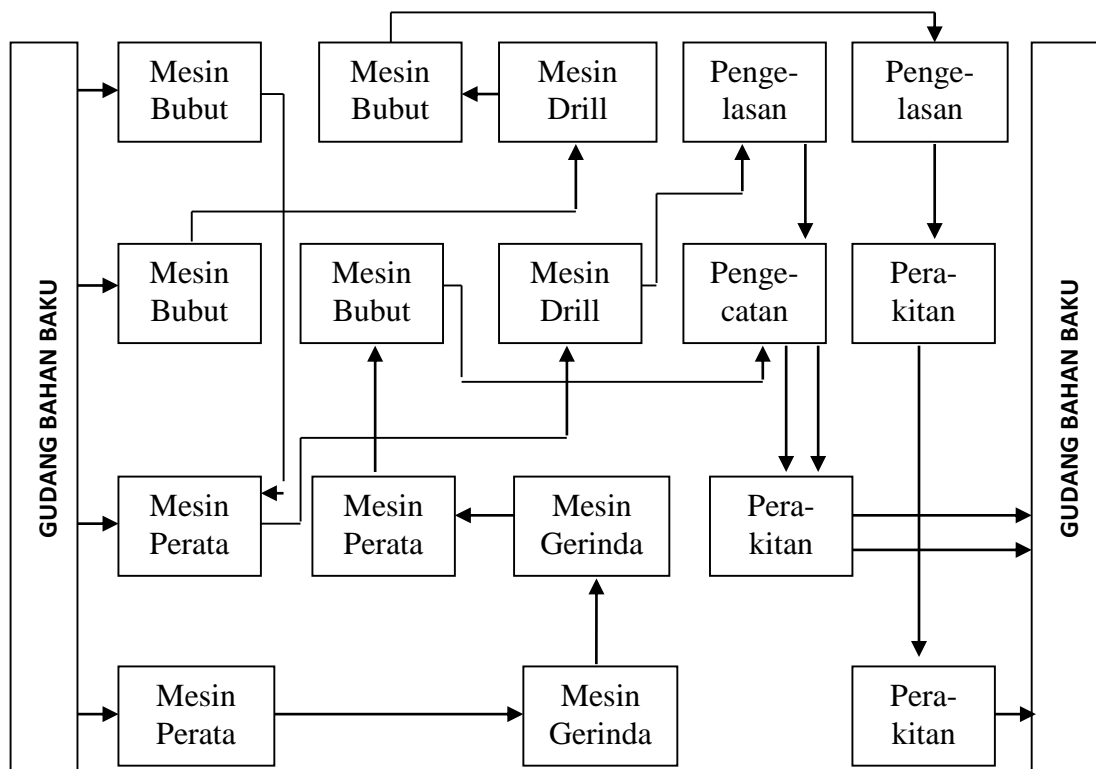 GUDANG BAHAN BAKU
Mesin
Bubut
Mesin
Bubut
Mesin
Drill
Penge-
lasan
Penge-
lasan
Mesin
Bubut
Mesin
Bubut
Mesin
Drill
Penge-
catan
Pera-
kitan
Mesin
Perata
Mesin
Perata
Mesin
Gerinda
Pera-
kitan
Mesin
Perata
Mesin
Gerinda
Pera-
kitan
GUDANG BAHAN BAKU